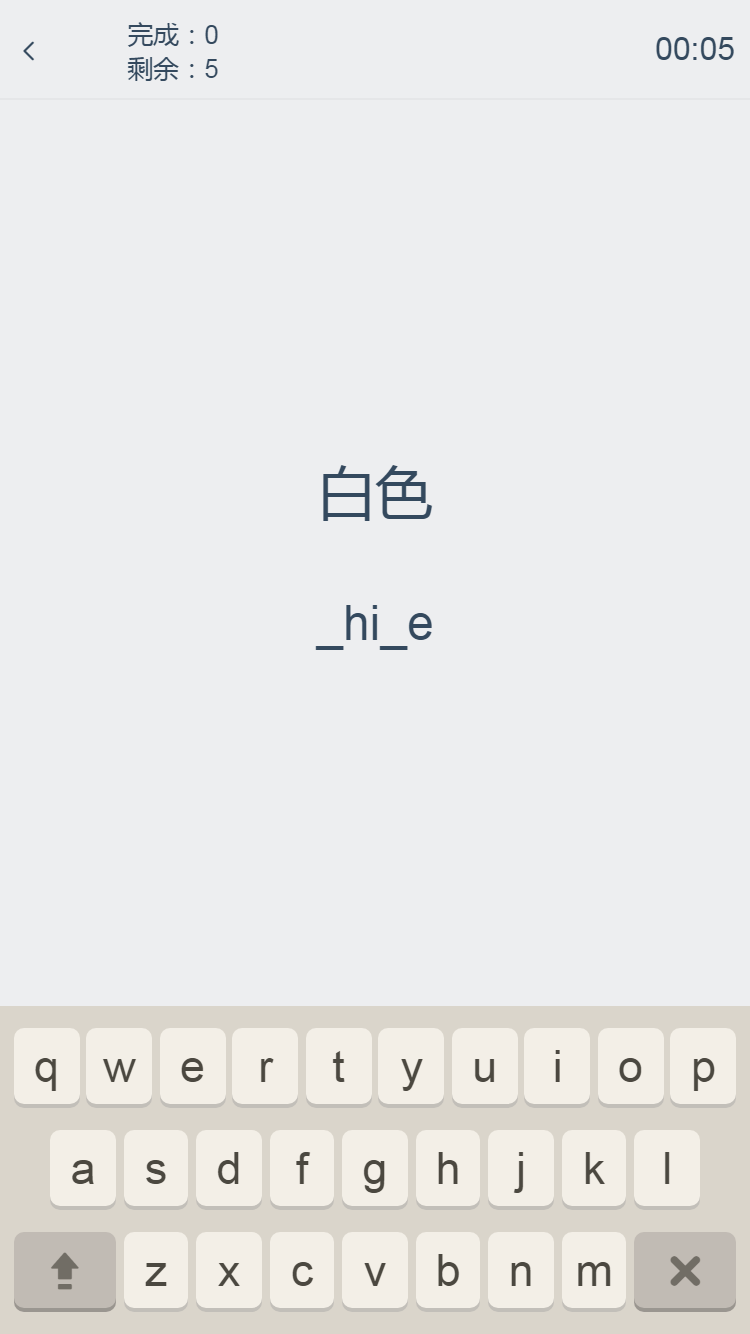 完成：0
剩余：5
00:05
白色
_hi_e
q w e r t y u i o p
a s d f g h j k l
z x c v b n m